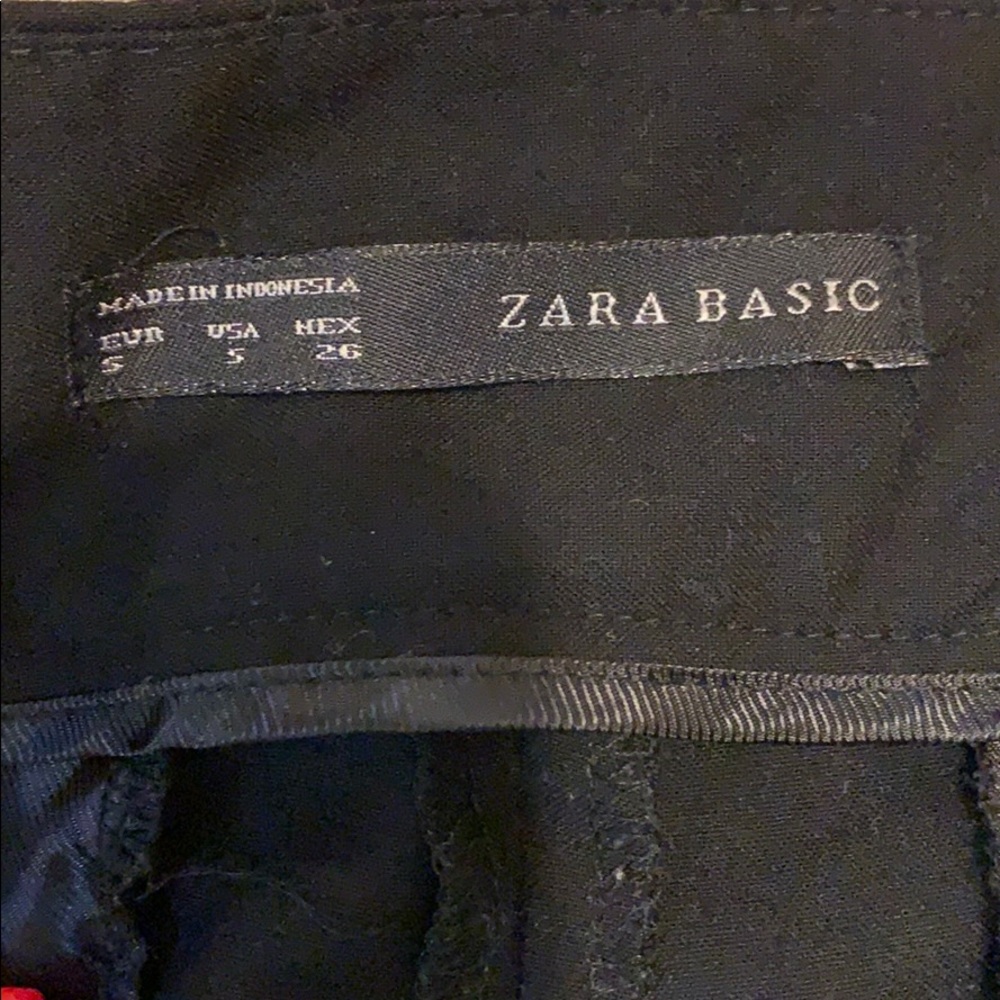 MADE IN INDONESIA
EUR USA MEX
S S 26
ZARA BASIC